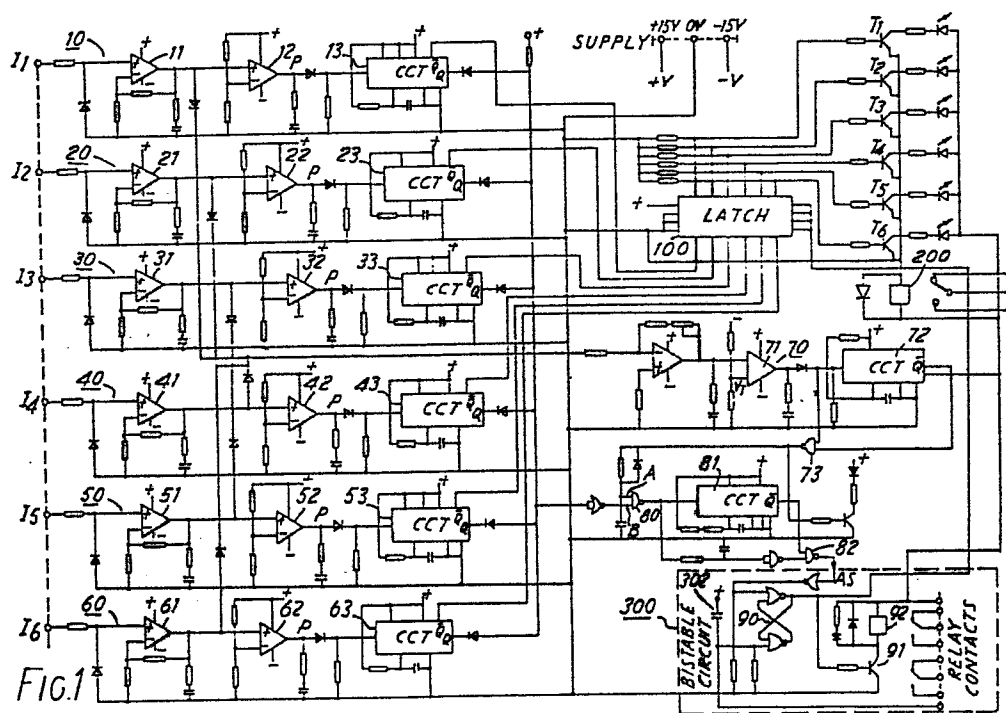 +15V 0V -15V
SUPPLY
+V -V
T1
T2
T3
T4
T5
T6
I1 10 11 12 P 13 CCT Q̄ Q
I2 20 21 22 P 23 CCT Q̄ Q
I3 30 31 32 P 33 CCT Q̄ Q
I4 40 41 42 P 43 CCT Q̄ Q
I5 50 51 52 P 53 CCT Q̄ Q
I6 60 61 62 P 63 CCT Q̄ Q
LATCH
100
200
71 70 72
CCT Q̄
VT
73
A 81
B 80 CCT Q̄
82
AS
302
300
BISTABLE CIRCUIT
90
92
91
RELAY CONTACTS
FIG.1